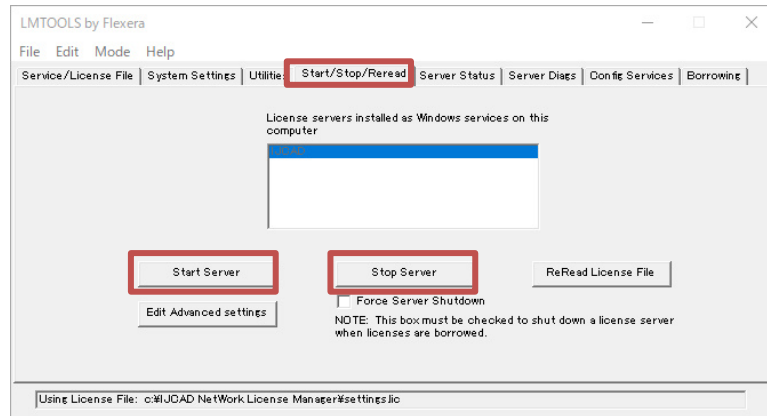 LMTOOLS by Flexera
File Edit Mode Help
Service/License File System Settings Utilities Start/Stop/Reread Server Status Server Diags Config Services Borrowing
License servers installed as Windows services on this
computer
IJCAD
Start Server
Stop Server
ReRead License File
Edit Advanced settings
Force Server Shutdown
NOTE: This box must be checked to shut down a license server
when licenses are borrowed.
Using License File: c:¥IJCAD NetWork License Manager¥settings.lic